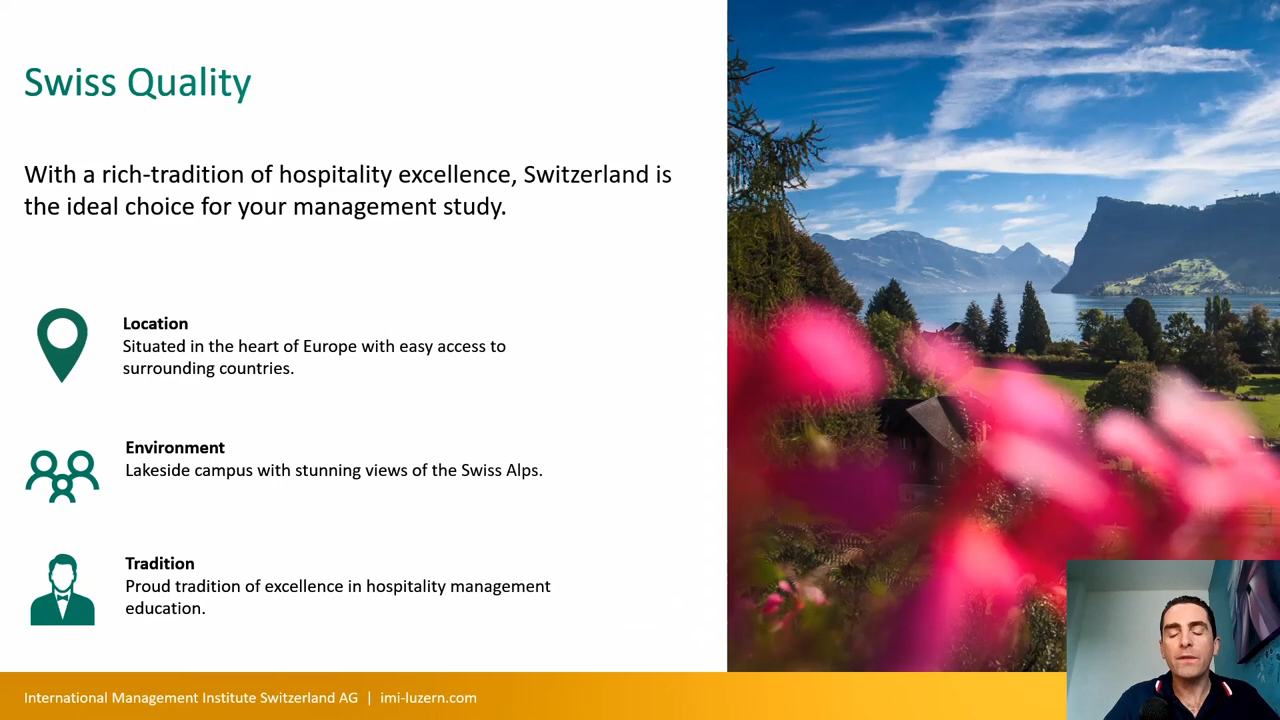 Swiss Quality
With a rich-tradition of hospitality excellence, Switzerland is
the ideal choice for your management study.
Location
Situated in the heart of Europe with easy access to
surrounding countries.
Environment
Lakeside campus with stunning views of the Swiss Alps.
Tradition
Proud tradition of excellence in hospitality management
education.
International Management Institute Switzerland AG | imi-luzern.com